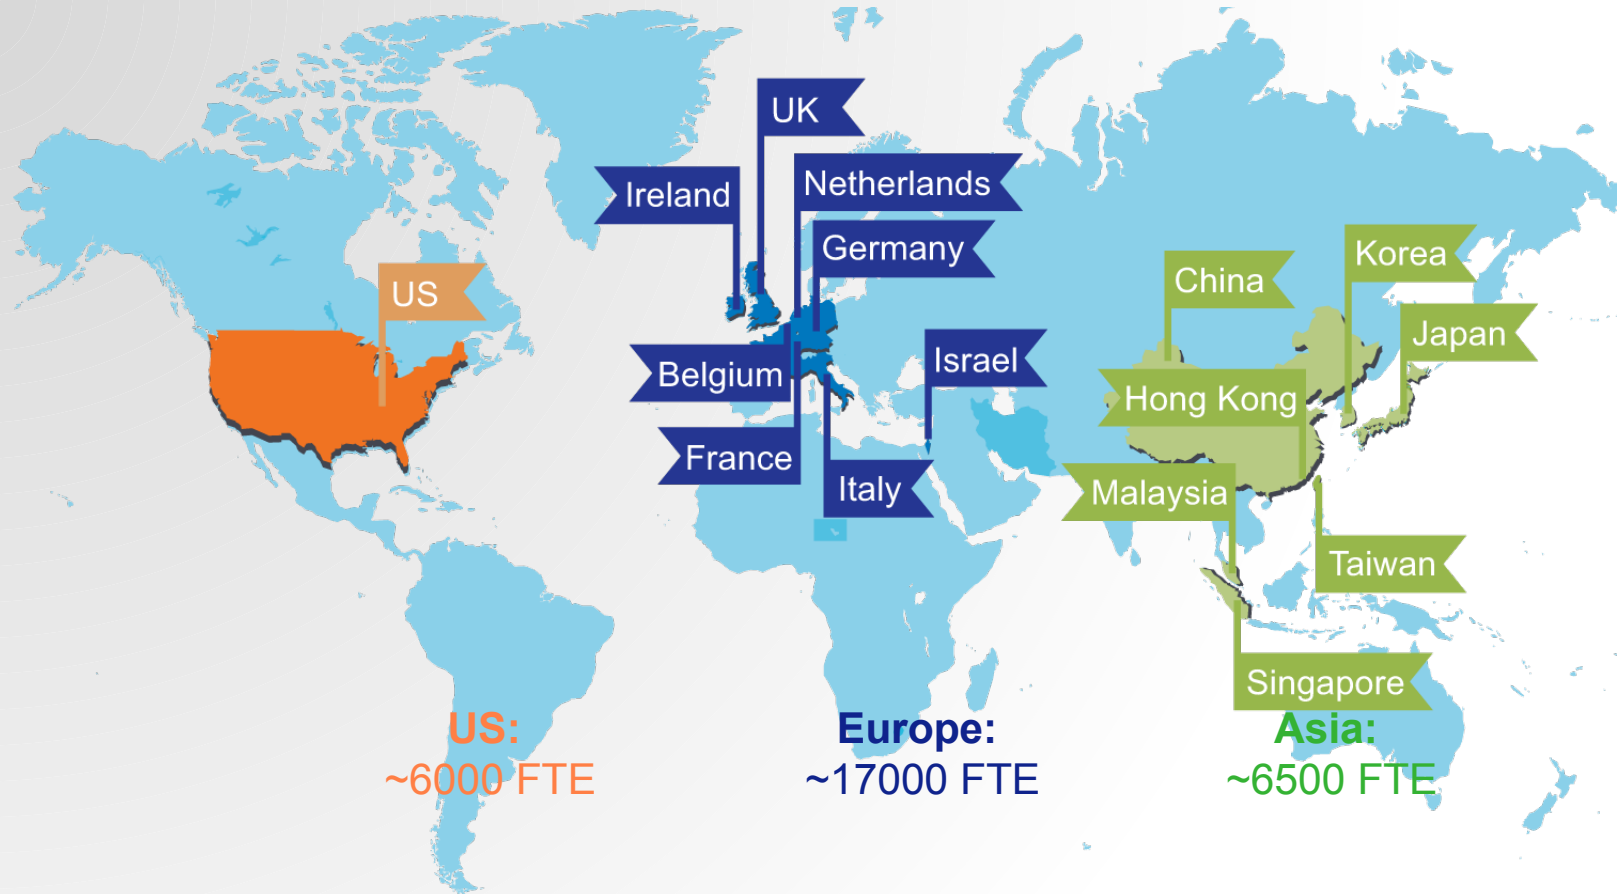 UK
Ireland
Netherlands
Germany
US
Belgium
Israel
France
Italy
China
Korea
Japan
Hong Kong
Malaysia
Taiwan
Singapore
US:
~6000 FTE
Europe:
~17000 FTE
Asia:
~6500 FTE